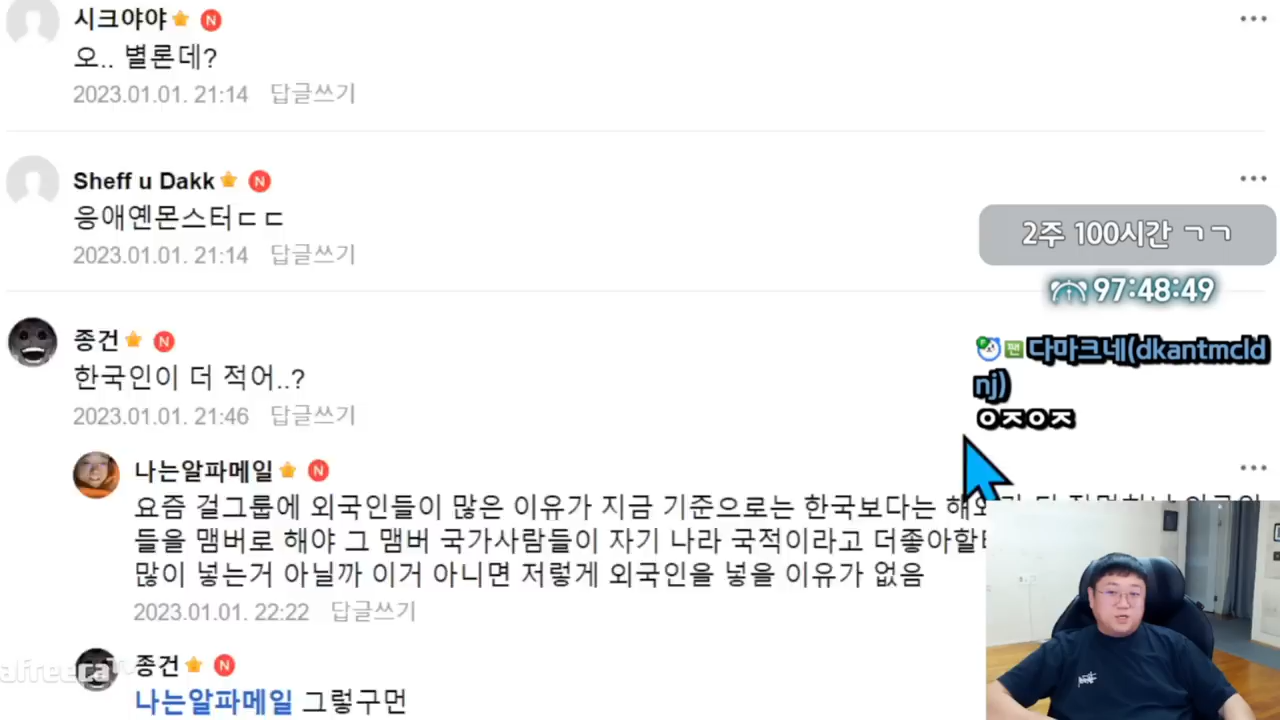 시크야야 N
오.. 별론데?
2023.01.01. 21:14 답글쓰기
Sheff u Dakk N
응애옌몬스터ㄷㄷ
2023.01.01. 21:14 답글쓰기
2주 100시간 ㄱㄱ
97:48:49
종건 N
한국인이 더 적어..?
2023.01.01. 21:46 답글쓰기
팬 다마크네(dkantmcld
nj)
ㅇㅈㅇㅈ
나는알파메일 N
요즘 걸그룹에 외국인들이 많은 이유가 지금 기준으로는 한국보다는
들을 맴버로 해야 그 맴버 국가사람들이 자기 나라 국적이라고
많이 넣는거 아닐까 이거 아니면 저렇게 외국인을 넣을 이유가 없음
2023.01.01. 22:22 답글쓰기
종건 N
나는알파메일 그렇구먼
afreecaTV